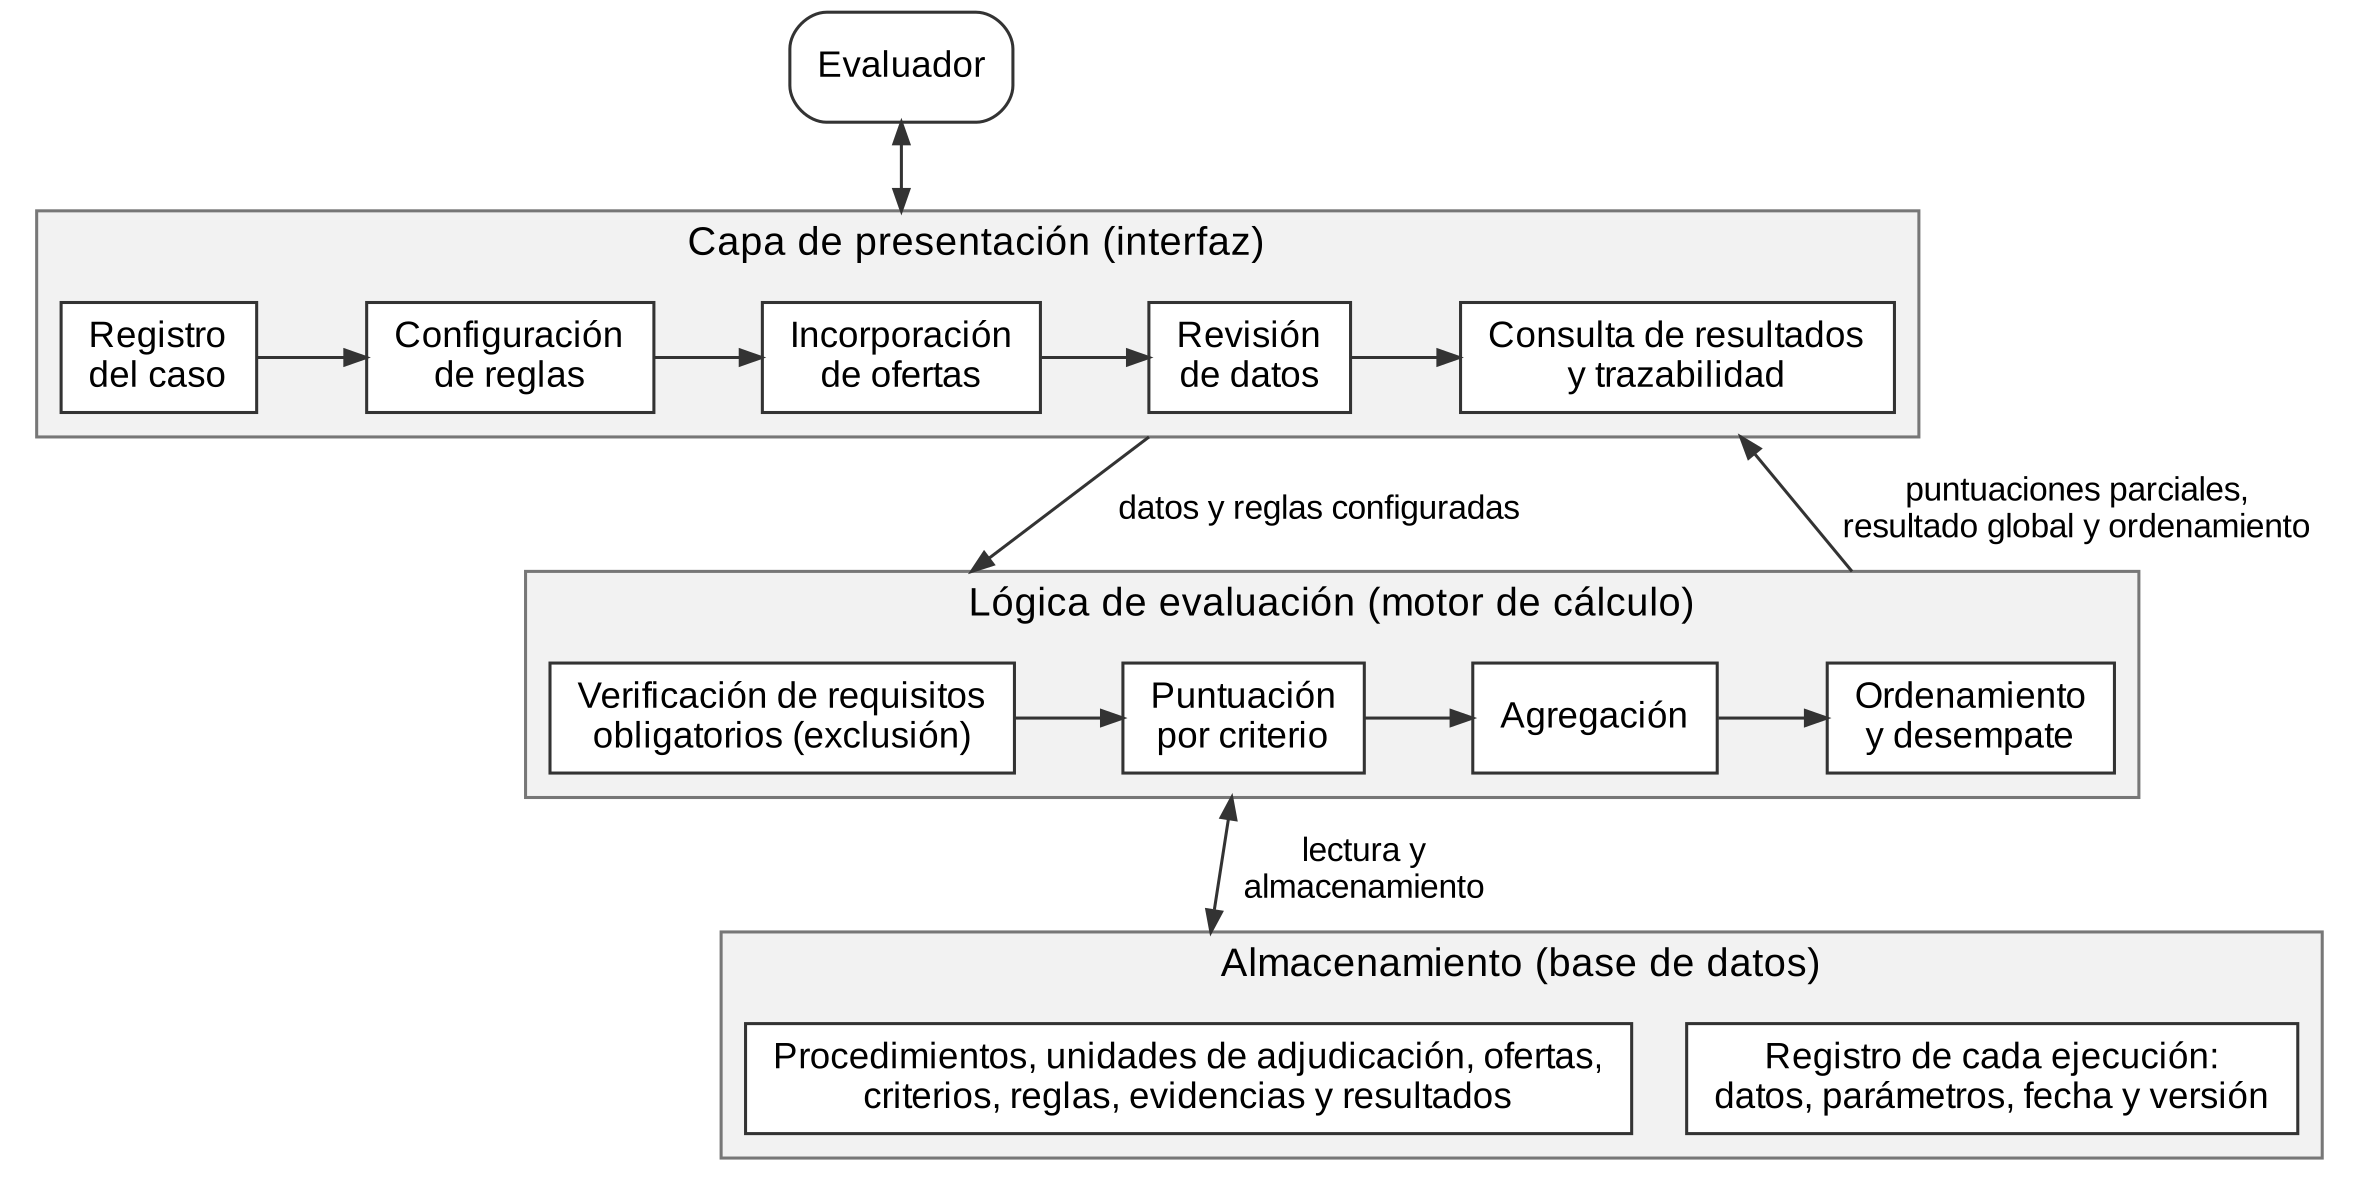 Evaluador
Capa de presentación (interfaz)
Registro
del caso
Configuración
de reglas
Incorporación
de ofertas
Revisión
de datos
Consulta de resultados
y trazabilidad
datos y reglas configuradas
puntuaciones parciales,
resultado global y ordenamiento
Lógica de evaluación (motor de cálculo)
Verificación de requisitos
obligatorios (exclusión)
Puntuación
por criterio
Agregación
Ordenamiento
y desempate
lectura y
almacenamiento
Almacenamiento (base de datos)
Procedimientos, unidades de adjudicación, ofertas,
criterios, reglas, evidencias y resultados
Registro de cada ejecución:
datos, parámetros, fecha y versión